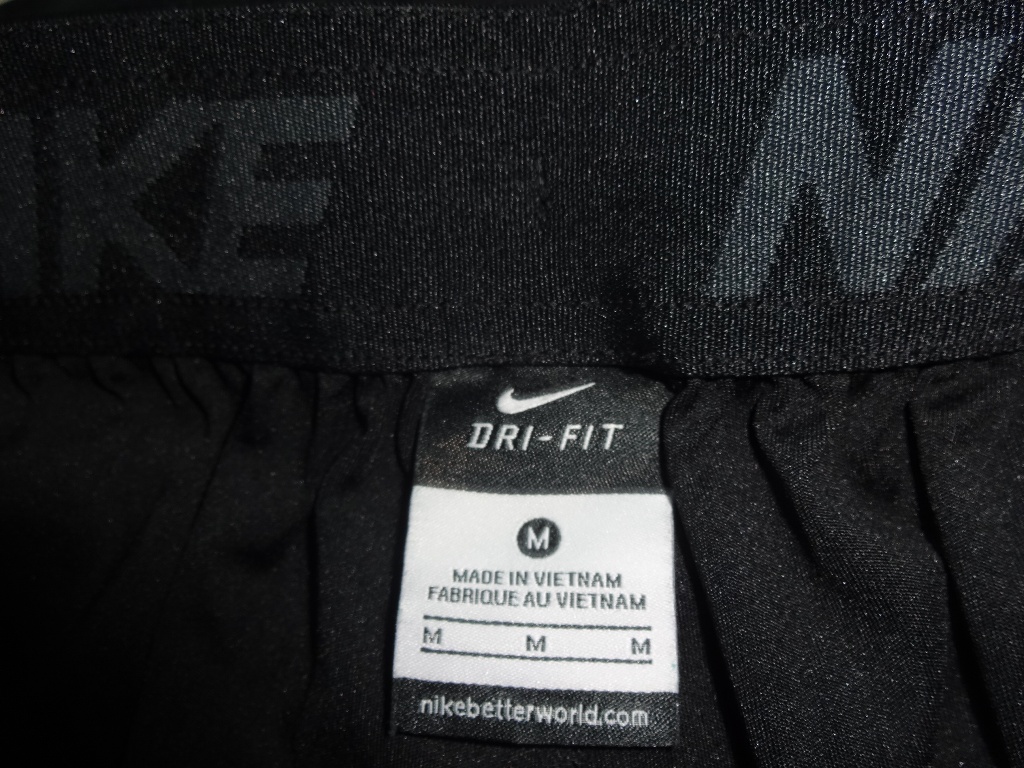 IKE NI
DRI-FIT
M
MADE IN VIETNAM
FABRIQUE AU VIETNAM
M M M
nikebetterworld.com